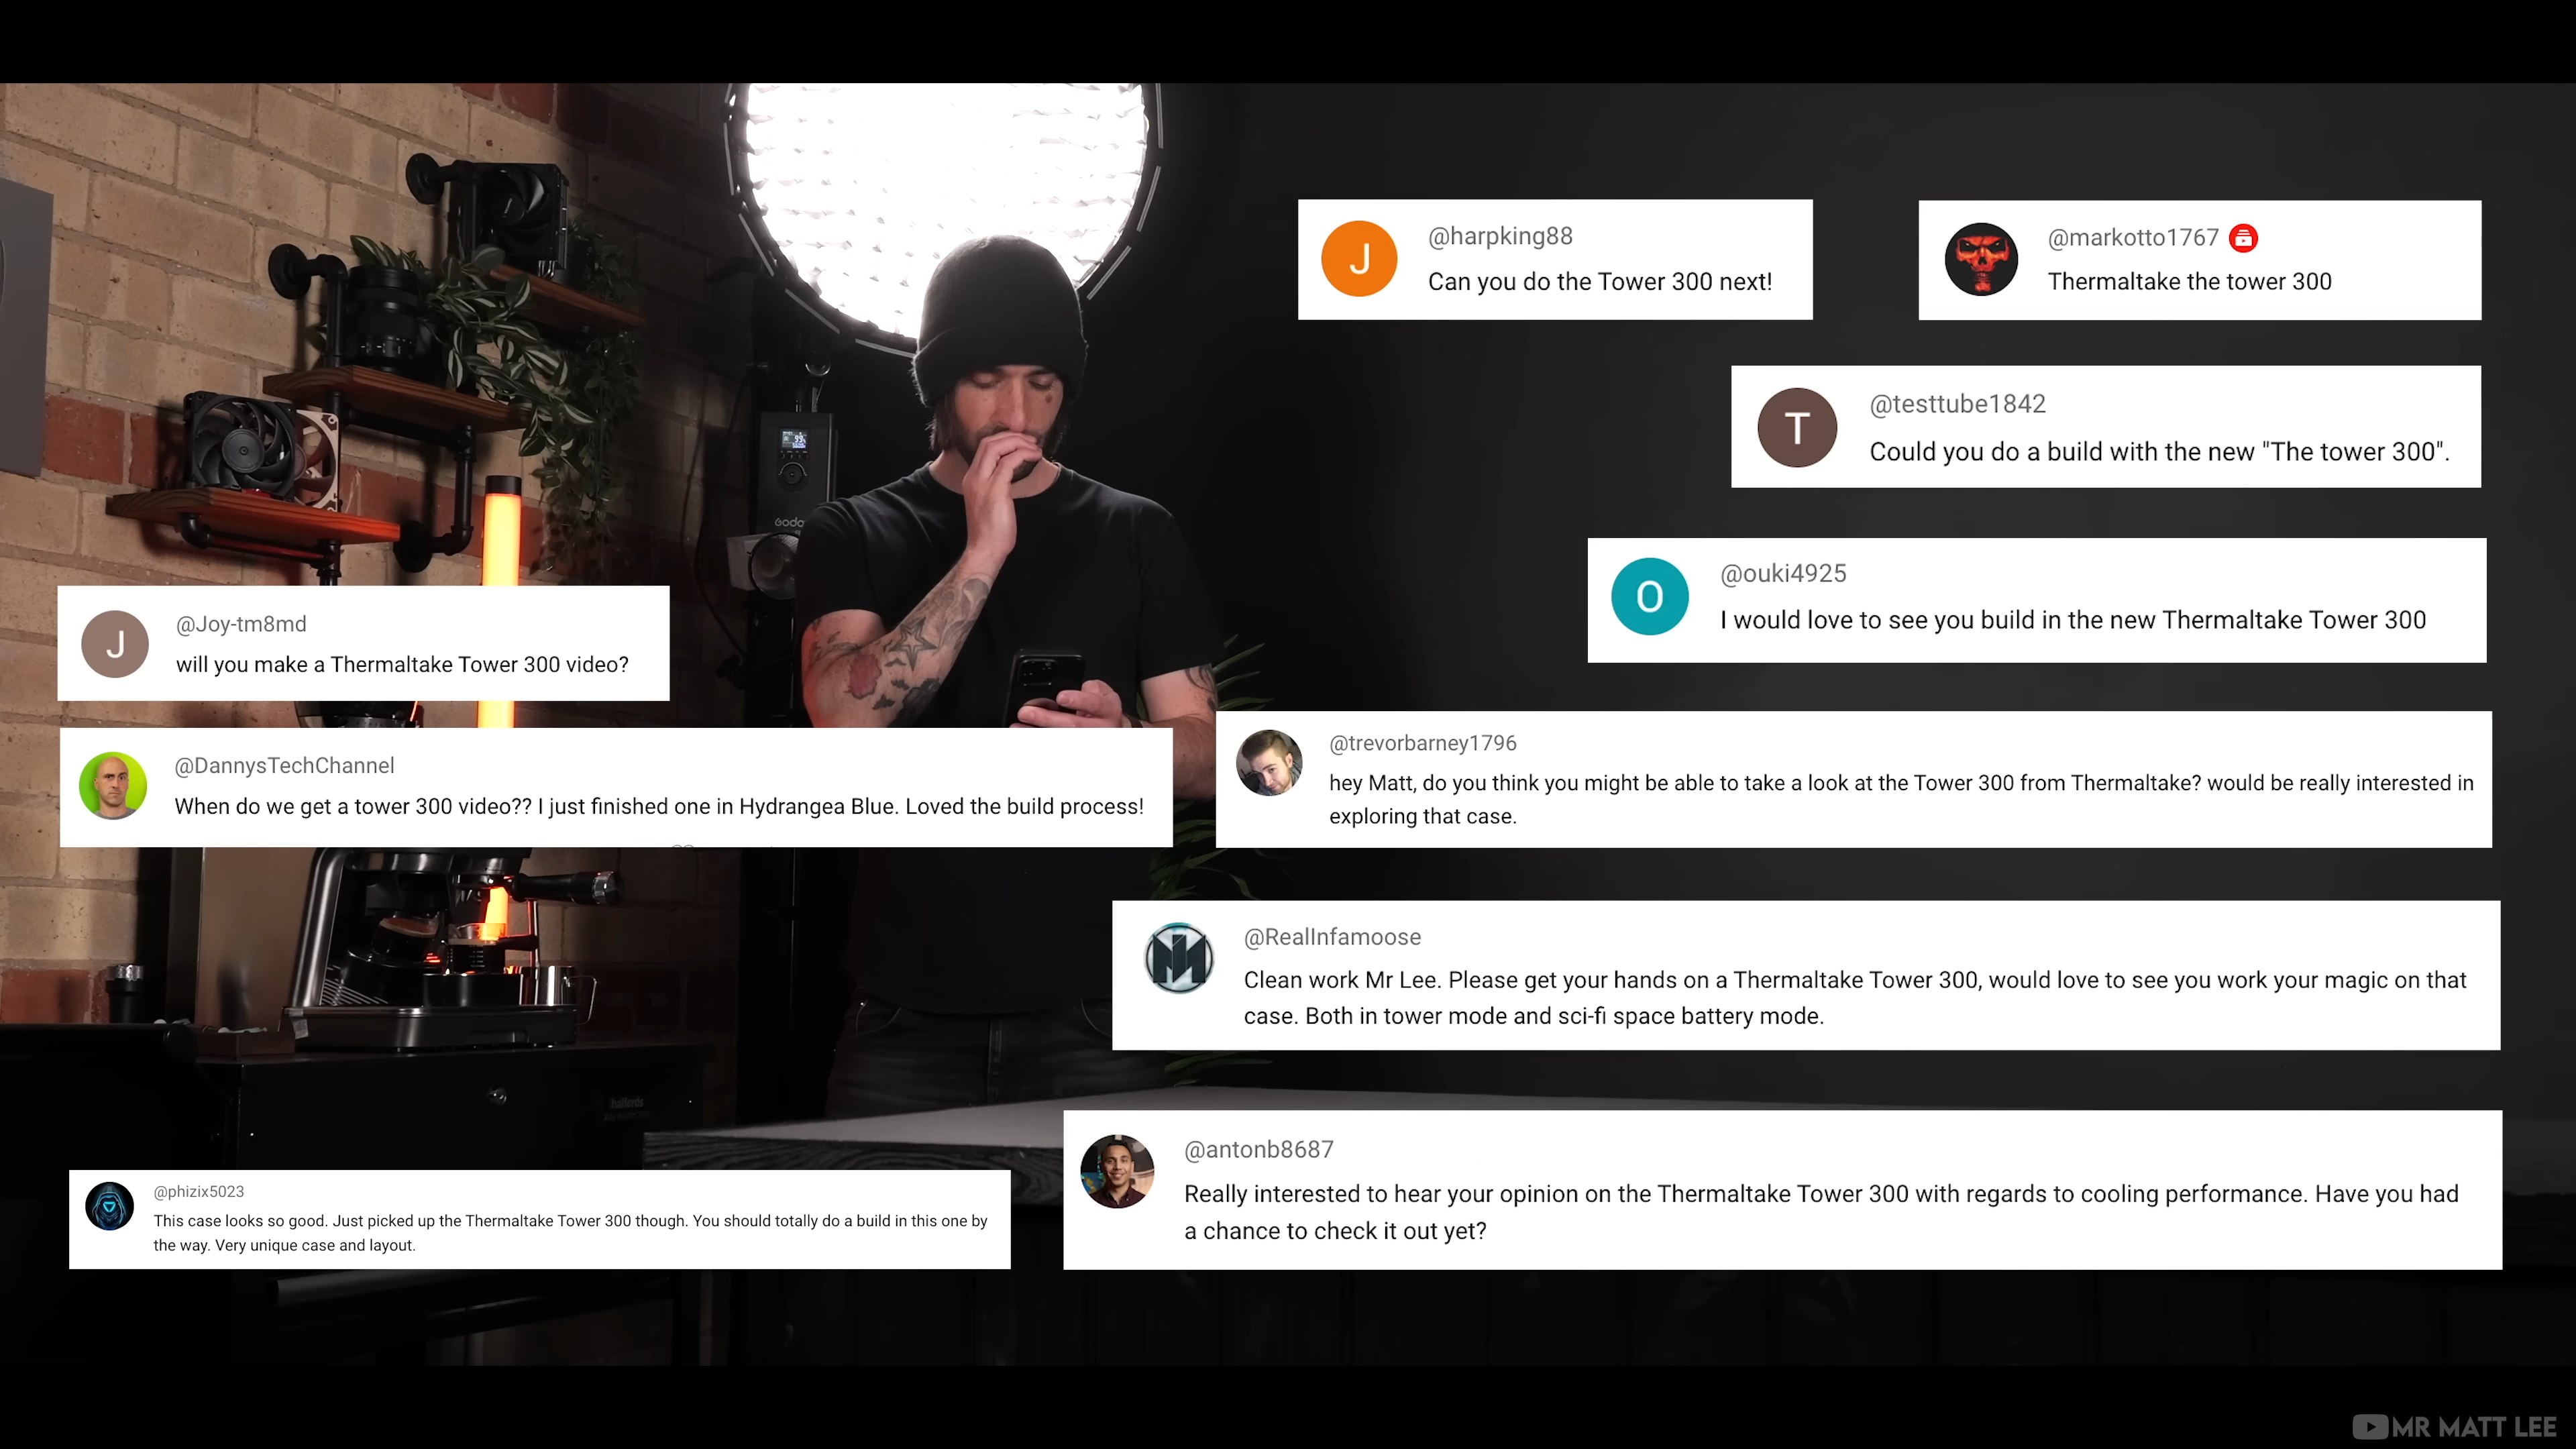 J
@harpking88
Can you do the Tower 300 next!
@markotto1767
Thermaltake the tower 300
T
@testtube1842
Could you do a build with the new "The tower 300".
O
@ouki4925
I would love to see you build in the new Thermaltake Tower 300
J
@Joy-tm8md
will you make a Thermaltake Tower 300 video?
@DannysTechChannel
When do we get a tower 300 video?? I just finished one in Hydrangea Blue. Loved the build process!
@trevorbarney1796
hey Matt, do you think you might be able to take a look at the Tower 300 from Thermaltake? would be really interested in
exploring that case.
@RealInfamoose
Clean work Mr Lee. Please get your hands on a Thermaltake Tower 300, would love to see you work your magic on that
case. Both in tower mode and sci-fi space battery mode.
@phizix5023
This case looks so good. Just picked up the Thermaltake Tower 300 though. You should totally do a build in this one by
the way. Very unique case and layout.
@antonb8687
Really interested to hear your opinion on the Thermaltake Tower 300 with regards to cooling performance. Have you had
a chance to check it out yet?
MR MATT LEE